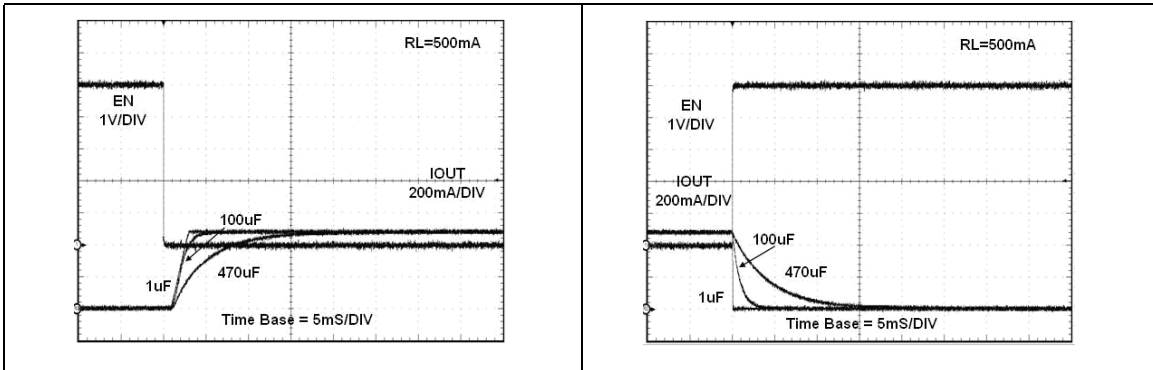 RL=500mA
EN
1V/DIV
IOUT
200mA/DIV
100uF
1uF
470uF
Time Base = 5mS/DIV
RL=500mA
EN
1V/DIV
IOUT
200mA/DIV
100uF
470uF
1uF
Time Base = 5mS/DIV